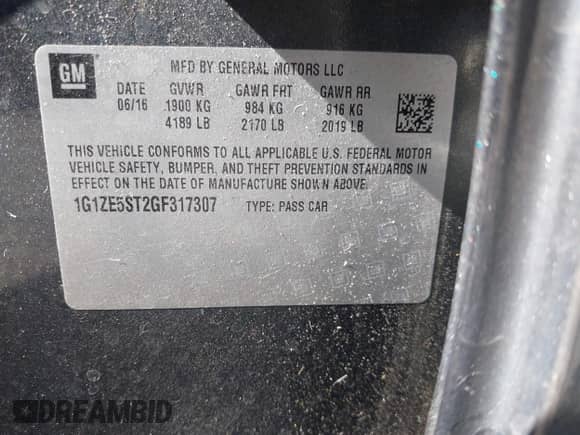 GM
MFD BY GENERAL MOTORS LLC
DATE GVWR GAWR FRT GAWR RR
06/16 1900 KG 984 KG 916 KG
4189 LB 2170 LB 2019 LB
THIS VEHICLE CONFORMS TO ALL APPLICABLE U.S. FEDERAL MOTOR
VEHICLE SAFETY, BUMPER, AND THEFT PREVENTION STANDARDS IN
EFFECT ON THE DATE OF MANUFACTURE SHOWN ABOVE.
1G1ZE5ST2GF317307 TYPE: PASS CAR
DREAMBID